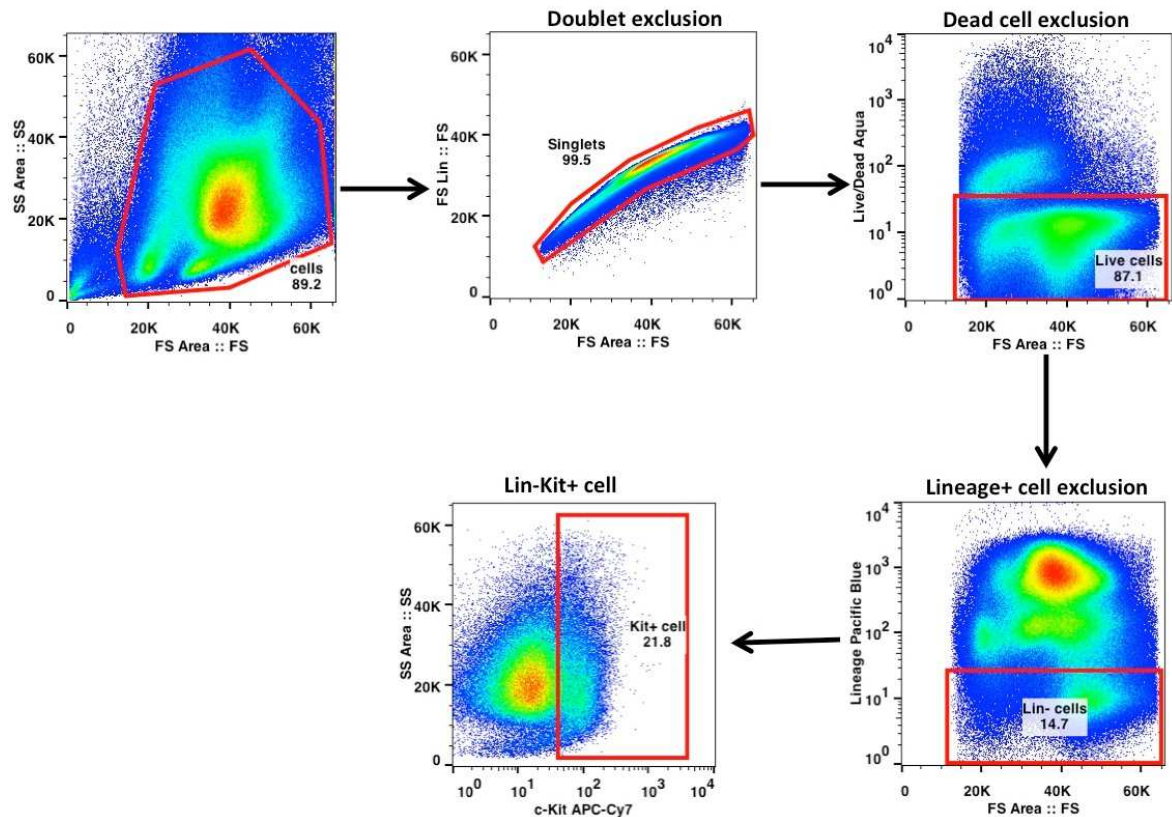 Doublet exclusion
Dead cell exclusion
60K
40K
20K
0
SS Area :: SS
cells
89.2
0
20K
40K
60K
FS Area :: FS
60K
40K
20K
0
FS Lin :: FS
Singlets
99.5
0
20K
40K
60K
FS Area :: FS
10^4
10^3
10^2
10^1
10^0
Live/Dead Aqua
Live cells
87.1
0
20K
40K
60K
FS Area :: FS
Lin-Kit+ cell
Lineage+ cell exclusion
60K
40K
20K
0
SS Area :: SS
Kit+ cell
21.8
10^0
10^1
10^2
10^3
10^4
c-Kit APC-Cy7
10^4
10^3
10^2
10^1
10^0
Lineage Pacific Blue
Lin- cells
14.7
20K
40K
60K
FS Area :: FS